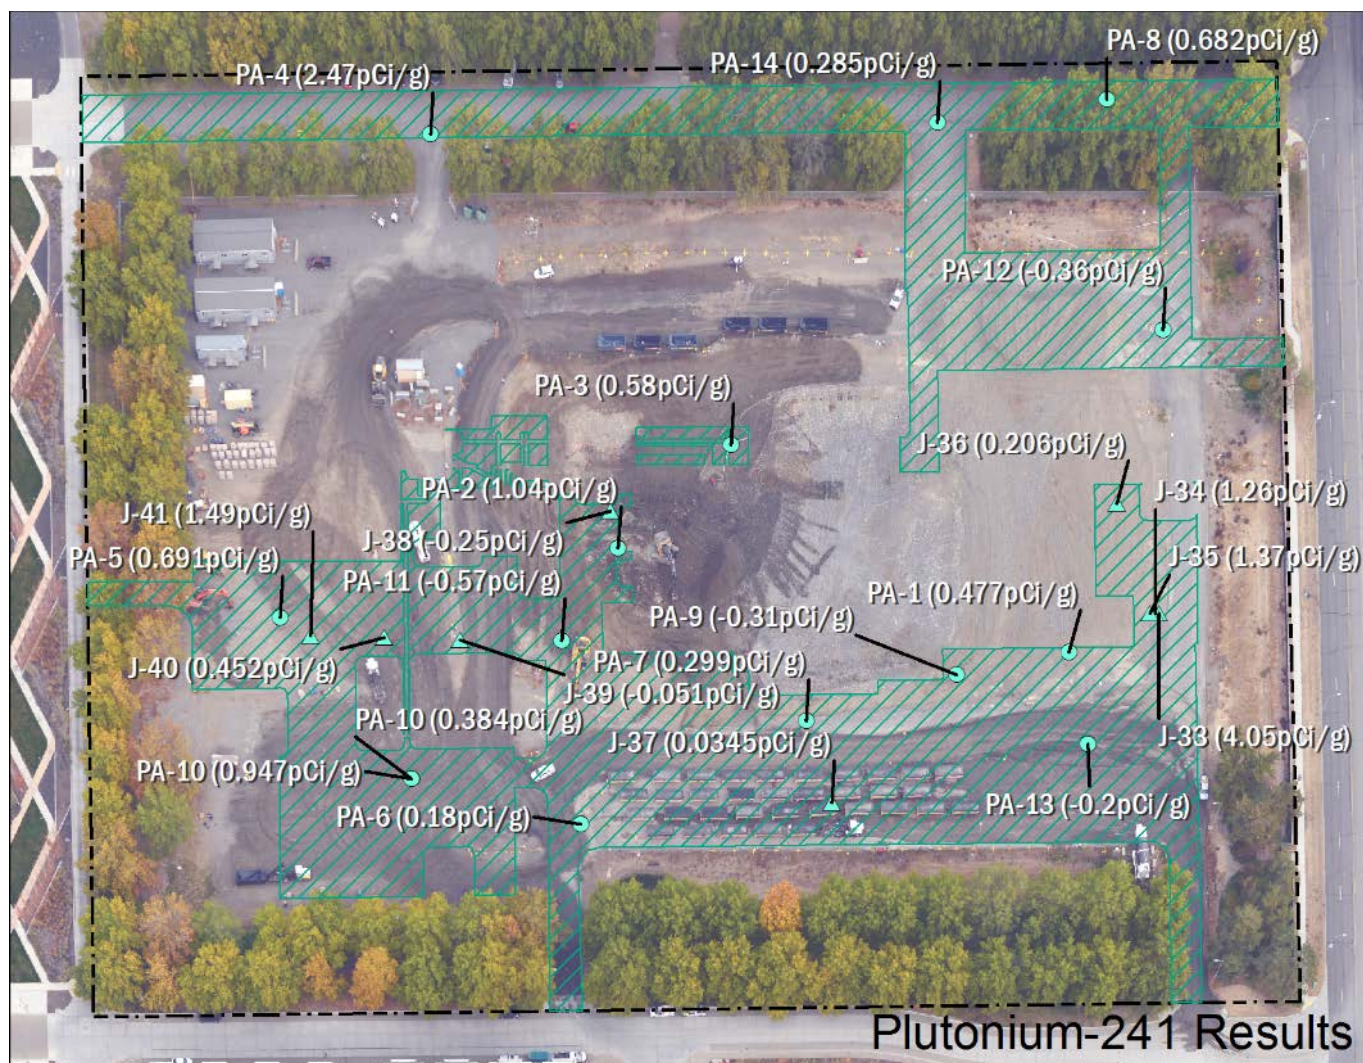 PA-8 (0.682pCi/g)
PA-14 (0.285pCi/g)
PA-4 (2.47pCi/g)
PA-12 (-0.36pCi/g)
PA-3 (0.58pCi/g)
J-36 (0.206pCi/g)
PA-2 (1.04pCi/g)
J-34 (1.26pCi/g)
J-41 (1.49pCi/g)
J-38 (-0.25pCi/g)
PA-5 (0.691pCi/g)
J-35 (1.37pCi/g)
PA-11 (-0.57pCi/g)
PA-1 (0.477pCi/g)
PA-9 (-0.31pCi/g)
J-40 (0.452pCi/g)
PA-7 (0.299pCi/g)
J-39 (-0.051pCi/g)
PA-10 (0.384pCi/g)
J-37 (0.0345pCi/g)
J-33 (4.05pCi/g)
PA-10 (0.947pCi/g)
PA-13 (-0.2pCi/g)
PA-6 (0.18pCi/g)
Plutonium-241 Results